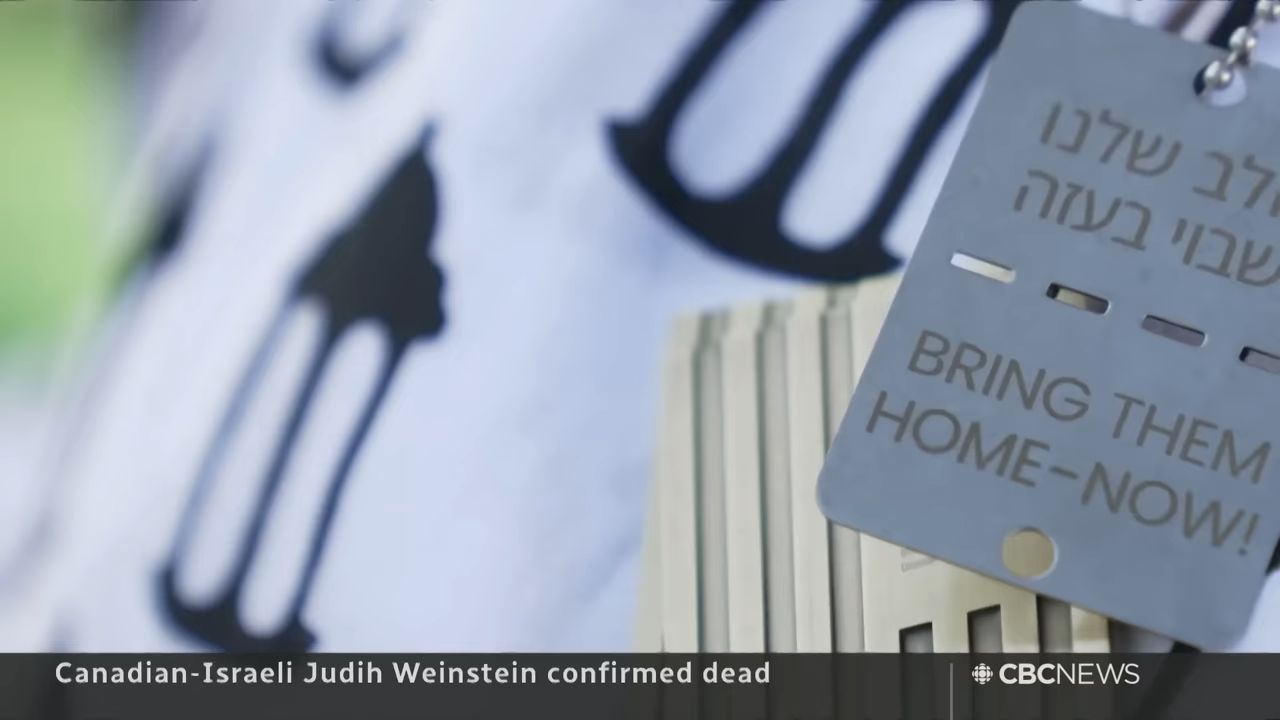 לב שלנו
שבוי בעזה
BRING THEM
HOME-NOW!
Canadian-Israeli Judih Weinstein confirmed dead
CBCNEWS